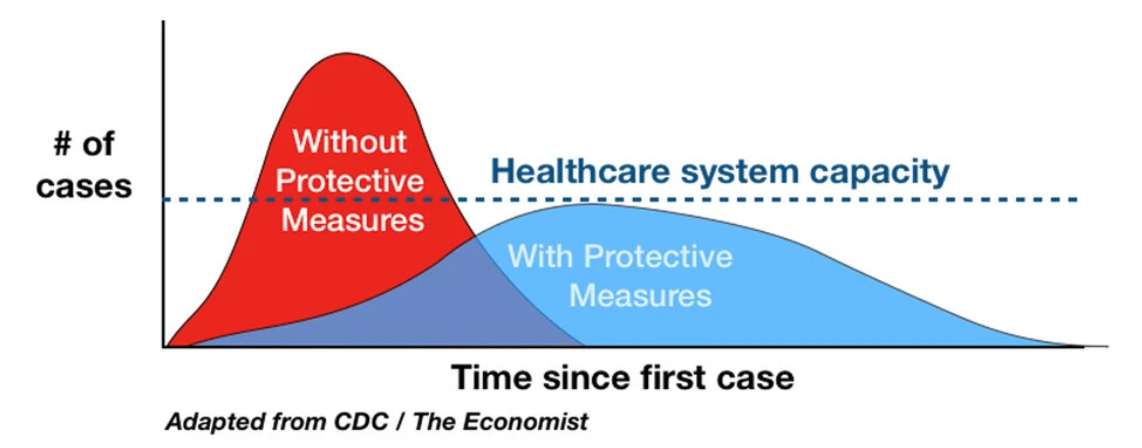 # of
cases
Without
Protective
Measures
Healthcare system capacity
With Protective
Measures
Time since first case
Adapted from CDC / The Economist